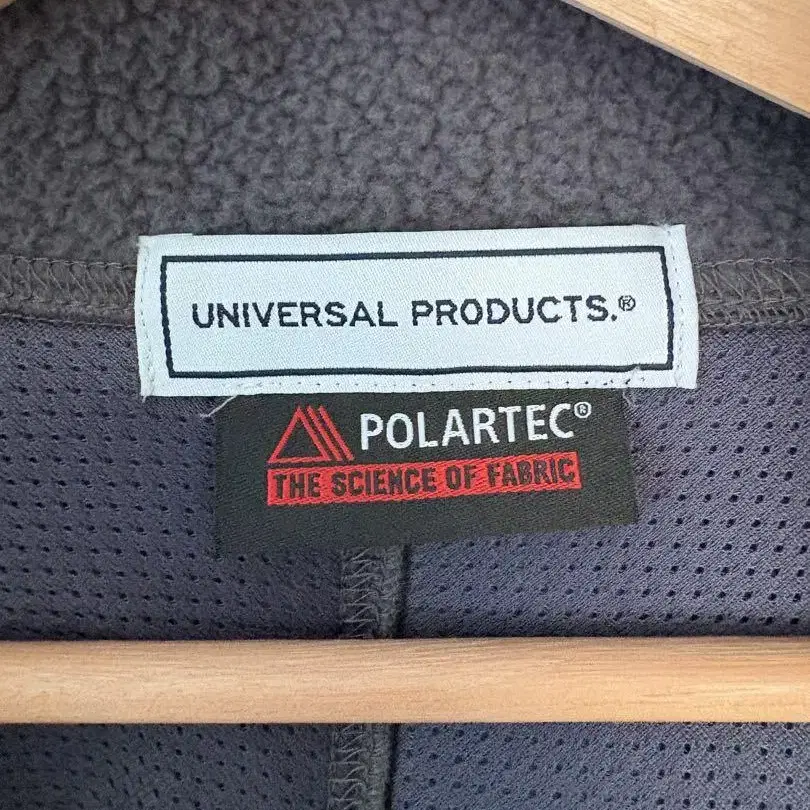 UNIVERSAL PRODUCTS.®
POLARTEC®
THE SCIENCE OF FABRIC